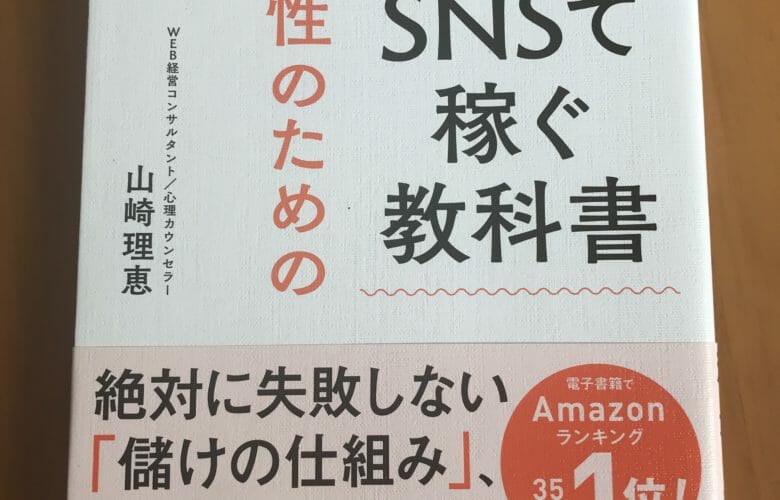 SNSで
稼ぐ
教科書
性のための
WEB経営コンサルタント／心理カウンセラー
山崎理恵
絶対に失敗しない
「儲けの仕組み」、
電子書籍で
Amazon
ランキング
35
1位!